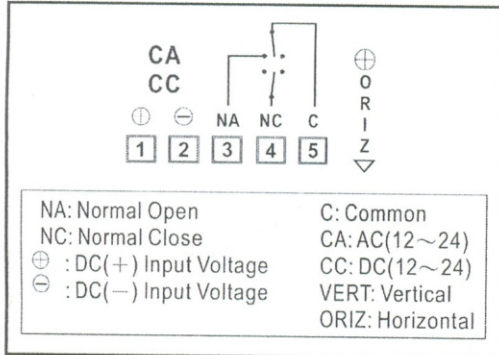 CA
CC
⊕ ⊖ NA NC C
1 2 3 4 5
⊕ ORIZ ▽
NA: Normal Open
NC: Normal Close
⊕ : DC(+) Input Voltage
⊖ : DC(—) Input Voltage
C: Common
CA: AC(12～24)
CC: DC(12～24)
VERT: Vertical
ORIZ: Horizontal